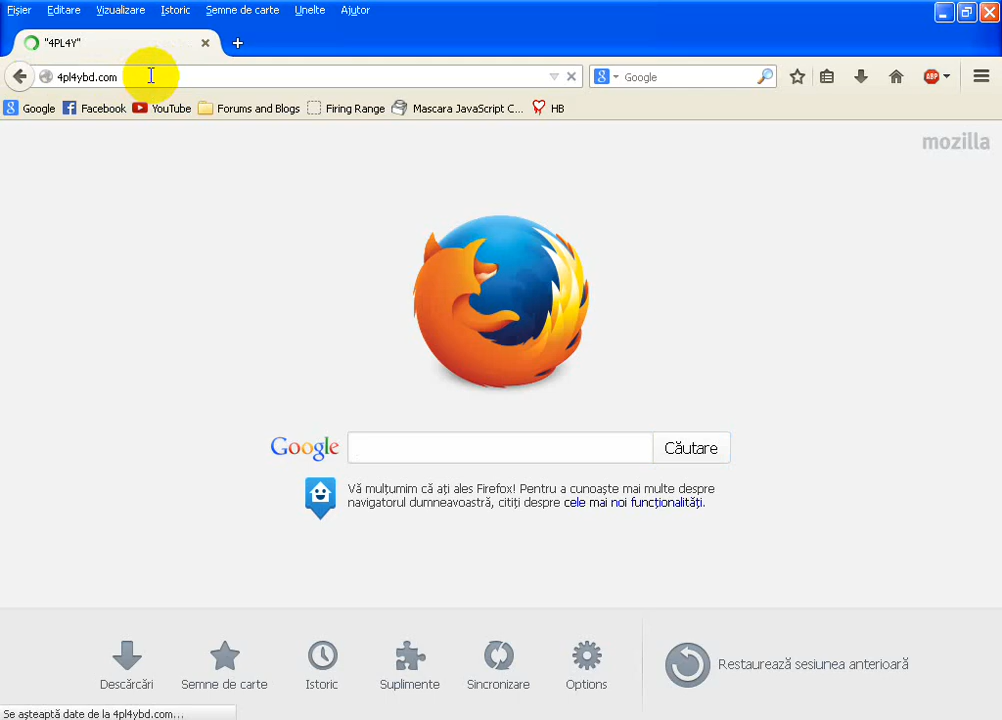 Fișier Editare Vizualizare Istoric Semne de carte Unelte Ajutor
"4PL4Y"
4pl4ybd.com Google ABP
Google Facebook YouTube Forums and Blogs Firing Range Mascara JavaScript C... HB
mozilla
Google Căutare
Vă mulțumim că ați ales Firefox! Pentru a cunoaște mai multe despre
navigatorul dumneavoastră, citiți despre cele mai noi funcționalități.
Descărcări Semne de carte Istoric Suplimente Sincronizare Options Restaurează sesiunea anterioară
Se așteaptă date de la 4pl4ybd.com...